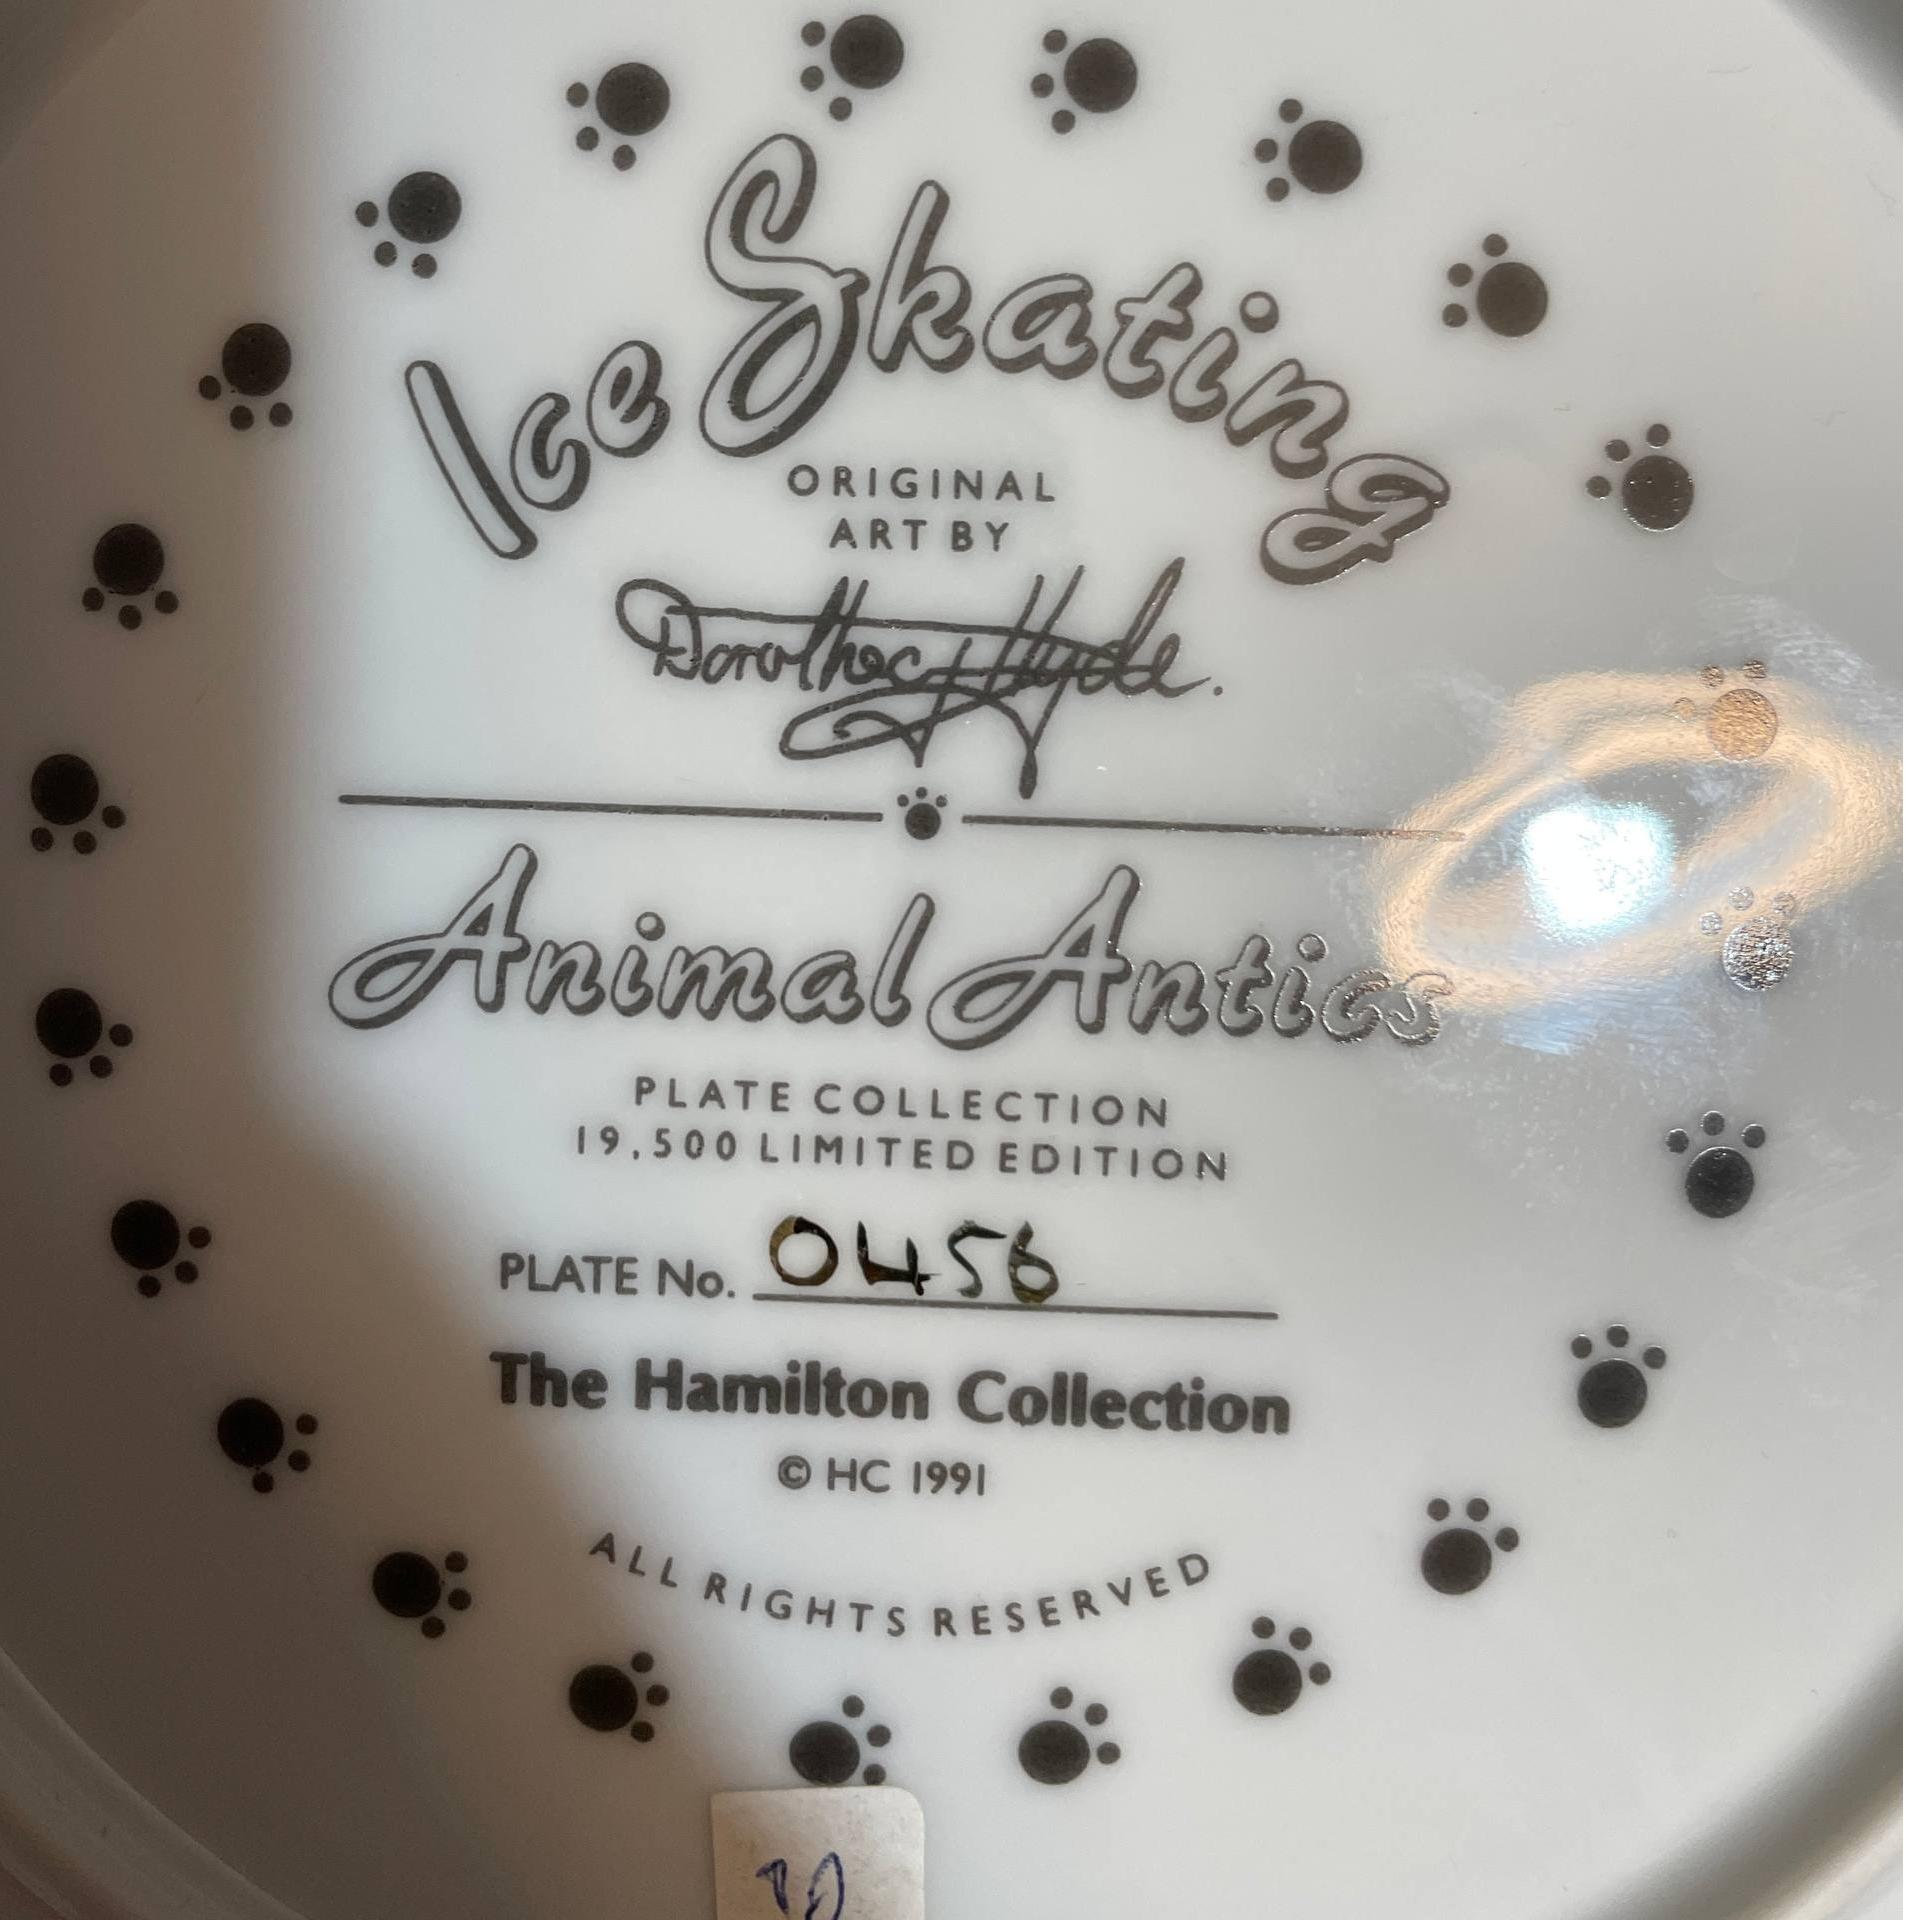 Ice Skating
ORIGINAL
ART BY
Dorothea Hyde.
Animal Antics
PLATE COLLECTION
19,500 LIMITED EDITION
PLATE No. 0456
The Hamilton Collection
© HC 1991
ALL RIGHTS RESERVED